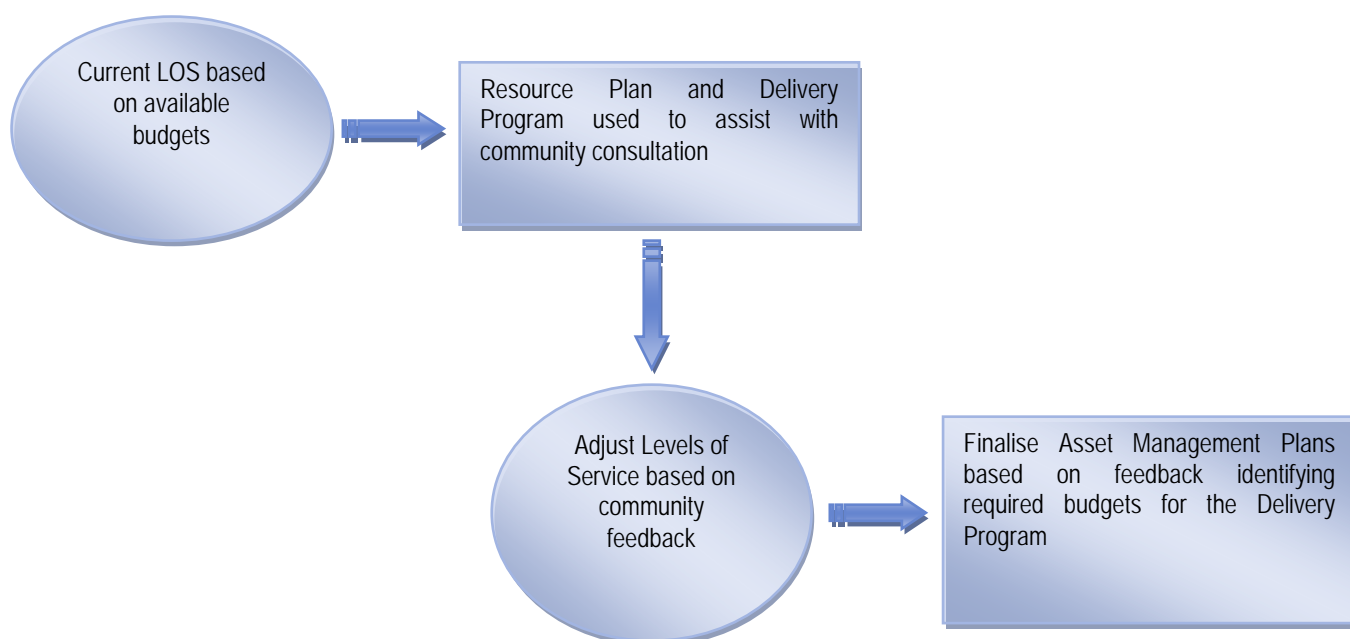 Current LOS based
on available
budgets
Resource Plan and Delivery
Program used to assist with
community consultation
Adjust Levels of
Service based on
community
feedback
Finalise Asset Management Plans
based on feedback identifying
required budgets for the Delivery
Program